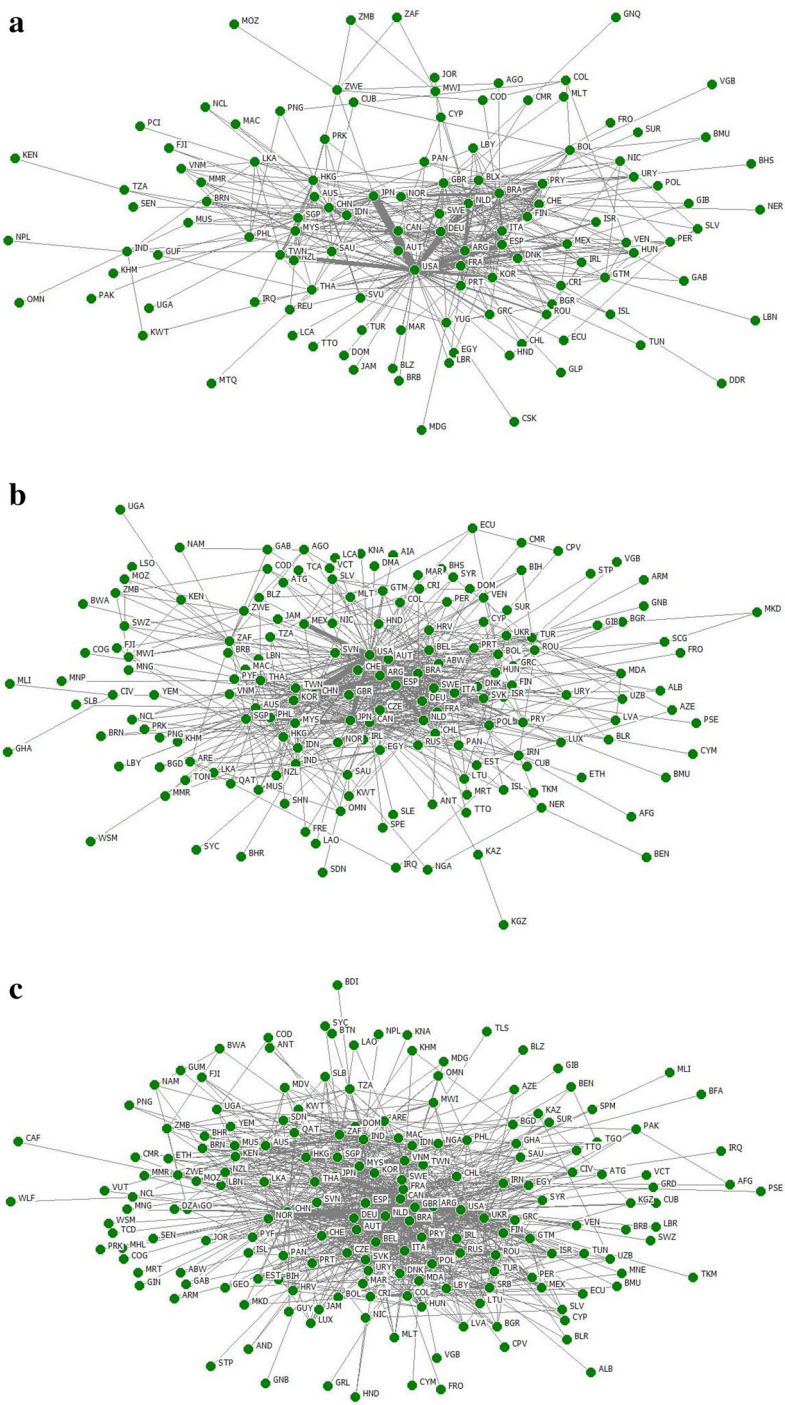 a
MOZ
ZMB
ZAF
GNQ
JOR
MWI
ZWE
AGO
COL
VGB
NCL
PNG
CUB
COD
CMR
MLT
PCI
MAC
CYP
FRO
SUR
BMU
FJI
PRK
LBY
BOL
KEN
VNM
LKA
PAN
NIC
BHS
MMR
HKG
GBR
BLX
PRY
URY
POL
TZA
BRN
AUS
JPN
NOR
BRA
SEN
CHN
NLD
CHE
GIB
NER
MUS
SGP
IDN
SWE
FIN
ISR
SLV
NPL
PHL
MYS
CAN
DEU
ITA
MEX
VEN
PER
IND
GUF
TWN
NZL
SAU
AUT
ARG
ESP
DNK
IRL
HUN
KHM
USA
FRA
KOR
CRI
GTM
GAB
OMN
PAK
UGA
IRQ
THA
SVU
PRT
BGR
REU
GRC
ROU
ISL
LBN
KWT
LCA
TUR
MAR
YUG
CHL
ECU
TUN
TTO
DOM
EGY
HND
MTQ
JAM
BLZ
LBR
GLP
DDR
BRB
MDG
CSK
b
UGA
ECU
NAM
GAB
AGO
LCA
KNA
AIA
CMR
CPV
LSO
COD
TCA
VCT
DMA
MAR
BHS
BIH
VGB
MOZ
ATG
SLV
SYR
STP
ARM
ZMB
BLZ
MLT
GTM
CRI
DOM
BWA
KEN
COL
PER
VEN
GNB
SWZ
ZWE
JAM
MEX
NIC
HND
SUR
CYP
GIB
BGR
MKD
HRV
UKR
TUR
FJI
ZAF
TZA
SVN
USA
BEL
PRT
ROU
SCG
COG
MWI
BRB
LBN
AUT
ABW
BOL
GRC
FRO
MNG
MAC
CHE
BRA
HUN
MDA
MLI
MNP
PYF
THA
ARG
ESP
DNK
FIN
ALB
CIV
YEM
VNM
TWN
CHN
GBR
SWE
ITA
SVK
ISR
URY
UZB
SLB
KOR
DEU
AZE
NCL
AUS
CZE
FRA
LVA
PSE
PRK
SGP
PHL
MYS
JPN
CAN
NLD
POL
PRY
BRN
PNG
KHM
HKG
NOR
IRL
CHL
LUX
BLR
GHA
IDN
EGY
RUS
PAN
IRN
CYM
LBY
BGD
ARE
LKA
IND
EST
CUB
BMU
TON
QAT
NZL
SAU
LTU
ETH
MMR
MUS
KWT
MRT
ISL
TKM
SHN
OMN
SLE
ANT
TTO
NER
AFG
WSM
FRE
SPE
SYC
LAO
BHR
SDN
IRQ
NGA
KAZ
BEN
KGZ
c
BDI
SYC
BTN
NPL
KNA
TLS
COD
ANT
LAO
KHM
BLZ
BWA
MDG
GUM
FJI
SLB
OMN
GIB
MLI
NAM
MDV
TZA
AZE
BEN
BFA
PNG
UGA
KWT
MWI
KAZ
SPM
ZMB
SDN
DOM
ARE
BGD
SUR
PAK
YEM
QAT
ZAF
IND
MAC
IDN
NGA
PHL
GHA
TTO
TGO
CAF
BHR
BRN
MUS
AUS
SAU
IRQ
CMR
ETH
KEN
HKG
SGP
MYS
VNM
TWN
CIV
ATG
VCT
MMR
ZWE
NZL
JPN
KOR
SWE
CHL
IRN
EGY
GRD
AFG
PSE
VUT
MOZ
LBN
LKA
THA
FRA
SYR
KGZ
CUB
WLF
NCL
SVN
ESP
CAN
MNG
DZA
GO
CHN
GBR
ARG
USA
WSM
NOR
DEU
NLD
BRA
UKR
GRC
VEN
BRB
LBR
TCD
SEN
JOR
PYF
CHE
AUT
PRY
IRL
FIN
GTM
SWZ
PRK
MHL
ISL
PAN
CZE
BEL
ITA
RUS
ROU
ISR
TUN
COG
PRT
SVK
POL
UZB
MRT
ABW
EST
BIH
URY
DNK
TUR
PER
MNE
TKM
GIN
GAB
GEO
HRV
MAR
MDA
LBY
SRB
MEX
BMU
ARM
BOL
CRI
COL
ECU
MKD
GUY
JAM
HUN
LTU
SLV
LUX
NIC
LVA
BGR
CYP
MLT
BLR
AND
CPV
STP
VGB
ALB
GNB
GRL
CYM
FRO
HND